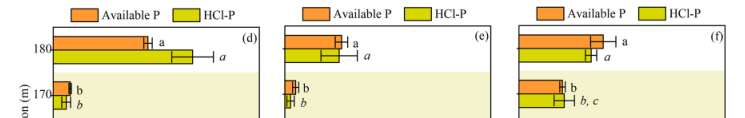 Available P HCl-P Available P HCl-P Available P HCl-P
(d) (e) (f)
180 a a a
a a a
170 b b b
b b b, c
on (m)